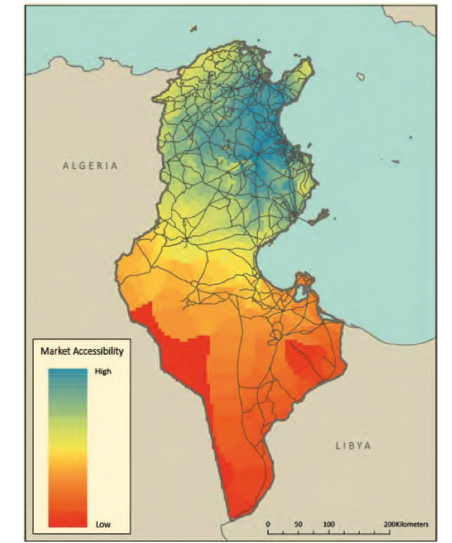 ALGERIA
Market Accessibility
High
Low
LIBYA
0 50 100 200Kilometers